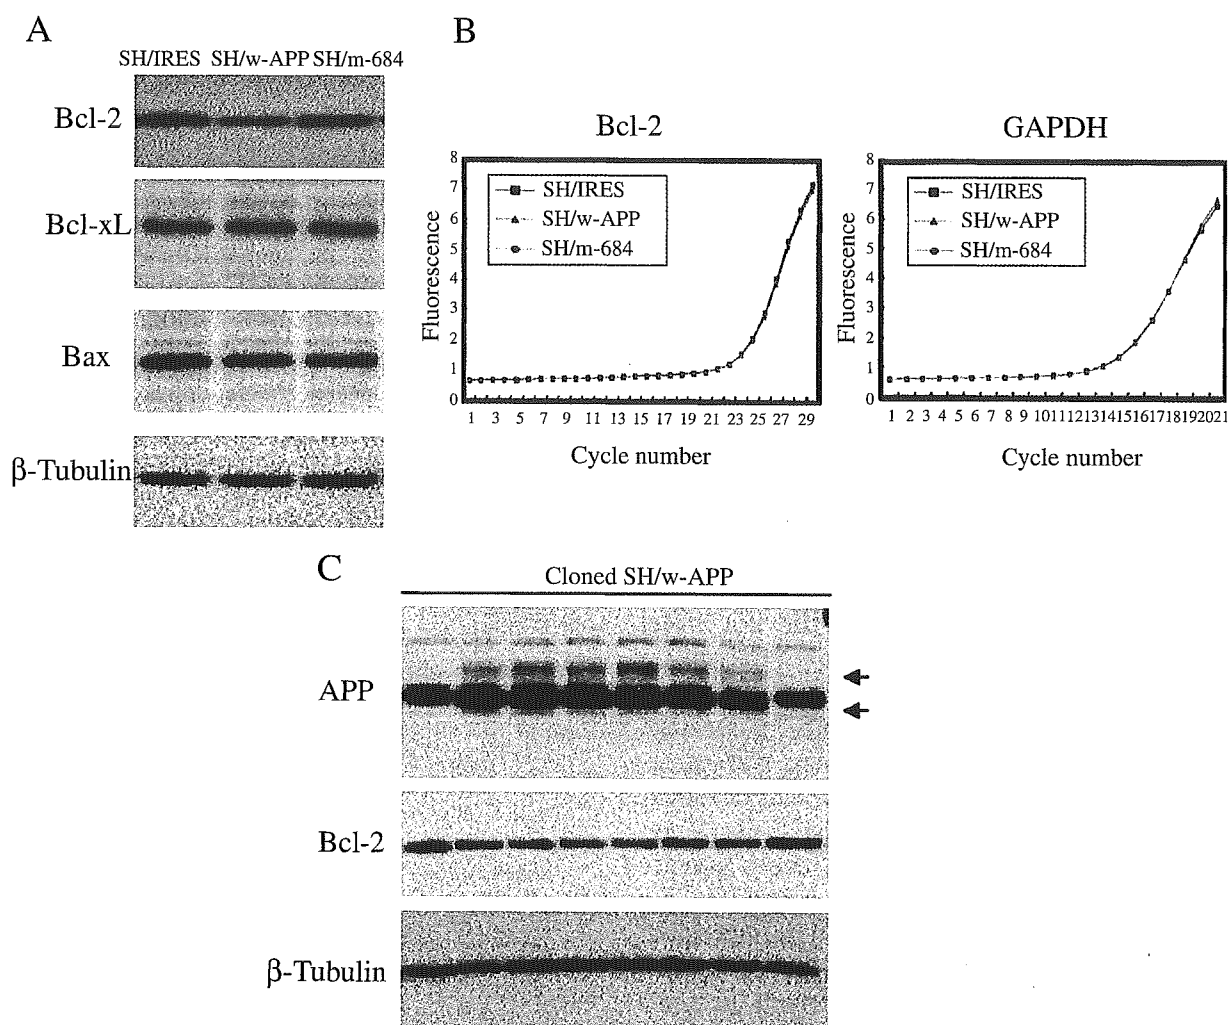 A
SH/IRES SH/w-APP SH/m-684
Bcl-2
Bcl-xL
Bax
β-Tubulin
B
Bcl-2
8
7
6
5
4
3
2
1
0
Fluorescence
SH/IRES
SH/w-APP
SH/m-684
1 3 5 7 9 11 13 15 17 19 21 23 25 27 29
Cycle number
GAPDH
8
7
6
5
4
3
2
1
0
Fluorescence
SH/IRES
SH/w-APP
SH/m-684
1 2 3 4 5 6 7 8 9 10 11 12 13 14 15 16 17 18 19 20 21
Cycle number
C
Cloned SH/w-APP
APP
Bcl-2
β-Tubulin